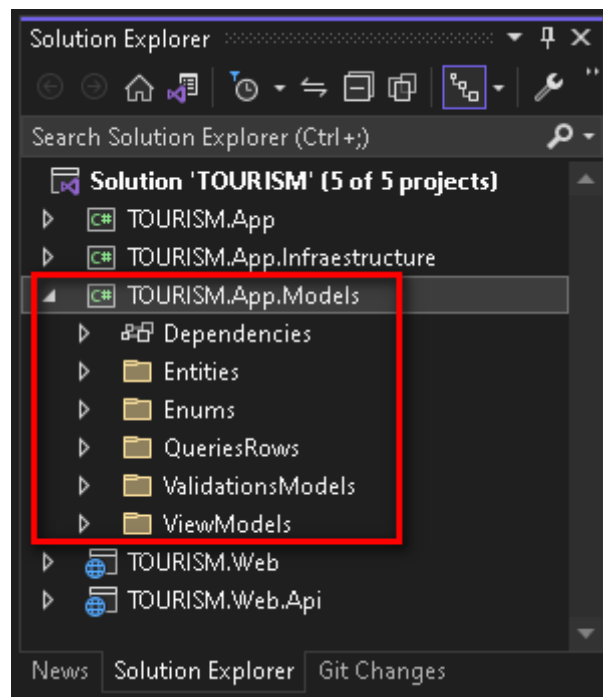 Solution Explorer
Search Solution Explorer (Ctrl+;)
Solution 'TOURISM' (5 of 5 projects)
C# TOURISM.App
C# TOURISM.App.Infraestructure
C# TOURISM.App.Models
Dependencies
Entities
Enums
QueriesRows
ValidationsModels
ViewModels
TOURISM.Web
TOURISM.Web.Api
News Solution Explorer Git Changes